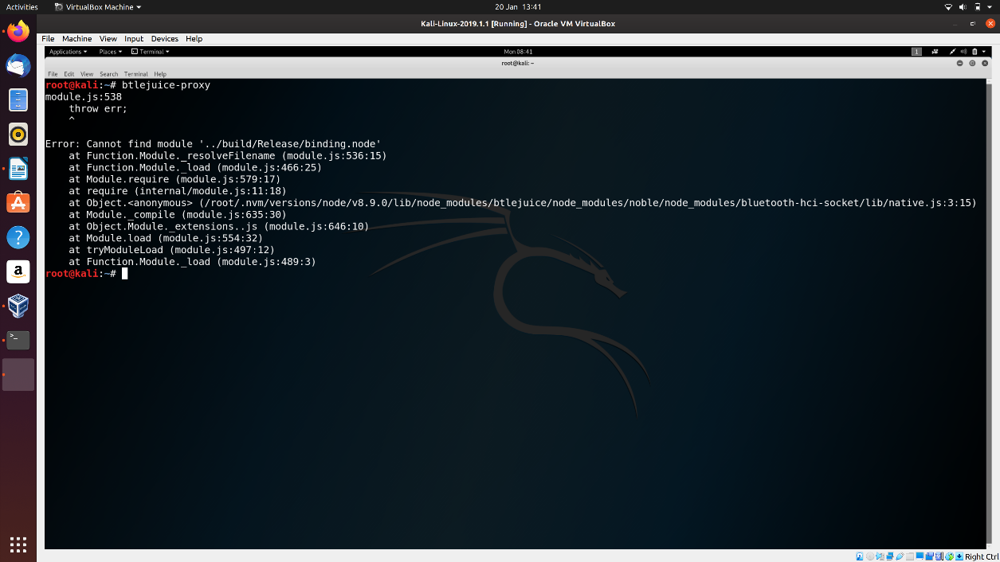 Activities VirtualBox Machine 20 Jan 13:41
Kali-Linux-2019.1.1 [Running] - Oracle VM VirtualBox
File Machine View Input Devices Help
Applications Places Terminal Mon 08:41 1
root@kali: ~
File Edit View Search Terminal Help
root@kali:~# btlejuice-proxy
module.js:538
    throw err;
    ^
Error: Cannot find module '../build/Release/binding.node'
    at Function.Module._resolveFilename (module.js:536:15)
    at Function.Module._load (module.js:466:25)
    at Module.require (module.js:579:17)
    at require (internal/module.js:11:18)
    at Object.<anonymous> (/root/.nvm/versions/node/v8.9.0/lib/node_modules/btlejuice/node_modules/noble/node_modules/bluetooth-hci-socket/lib/native.js:3:15)
    at Module._compile (module.js:635:30)
    at Object.Module._extensions..js (module.js:646:10)
    at Module.load (module.js:554:32)
    at tryModuleLoad (module.js:497:12)
    at Function.Module._load (module.js:489:3)
root@kali:~#
Right Ctrl